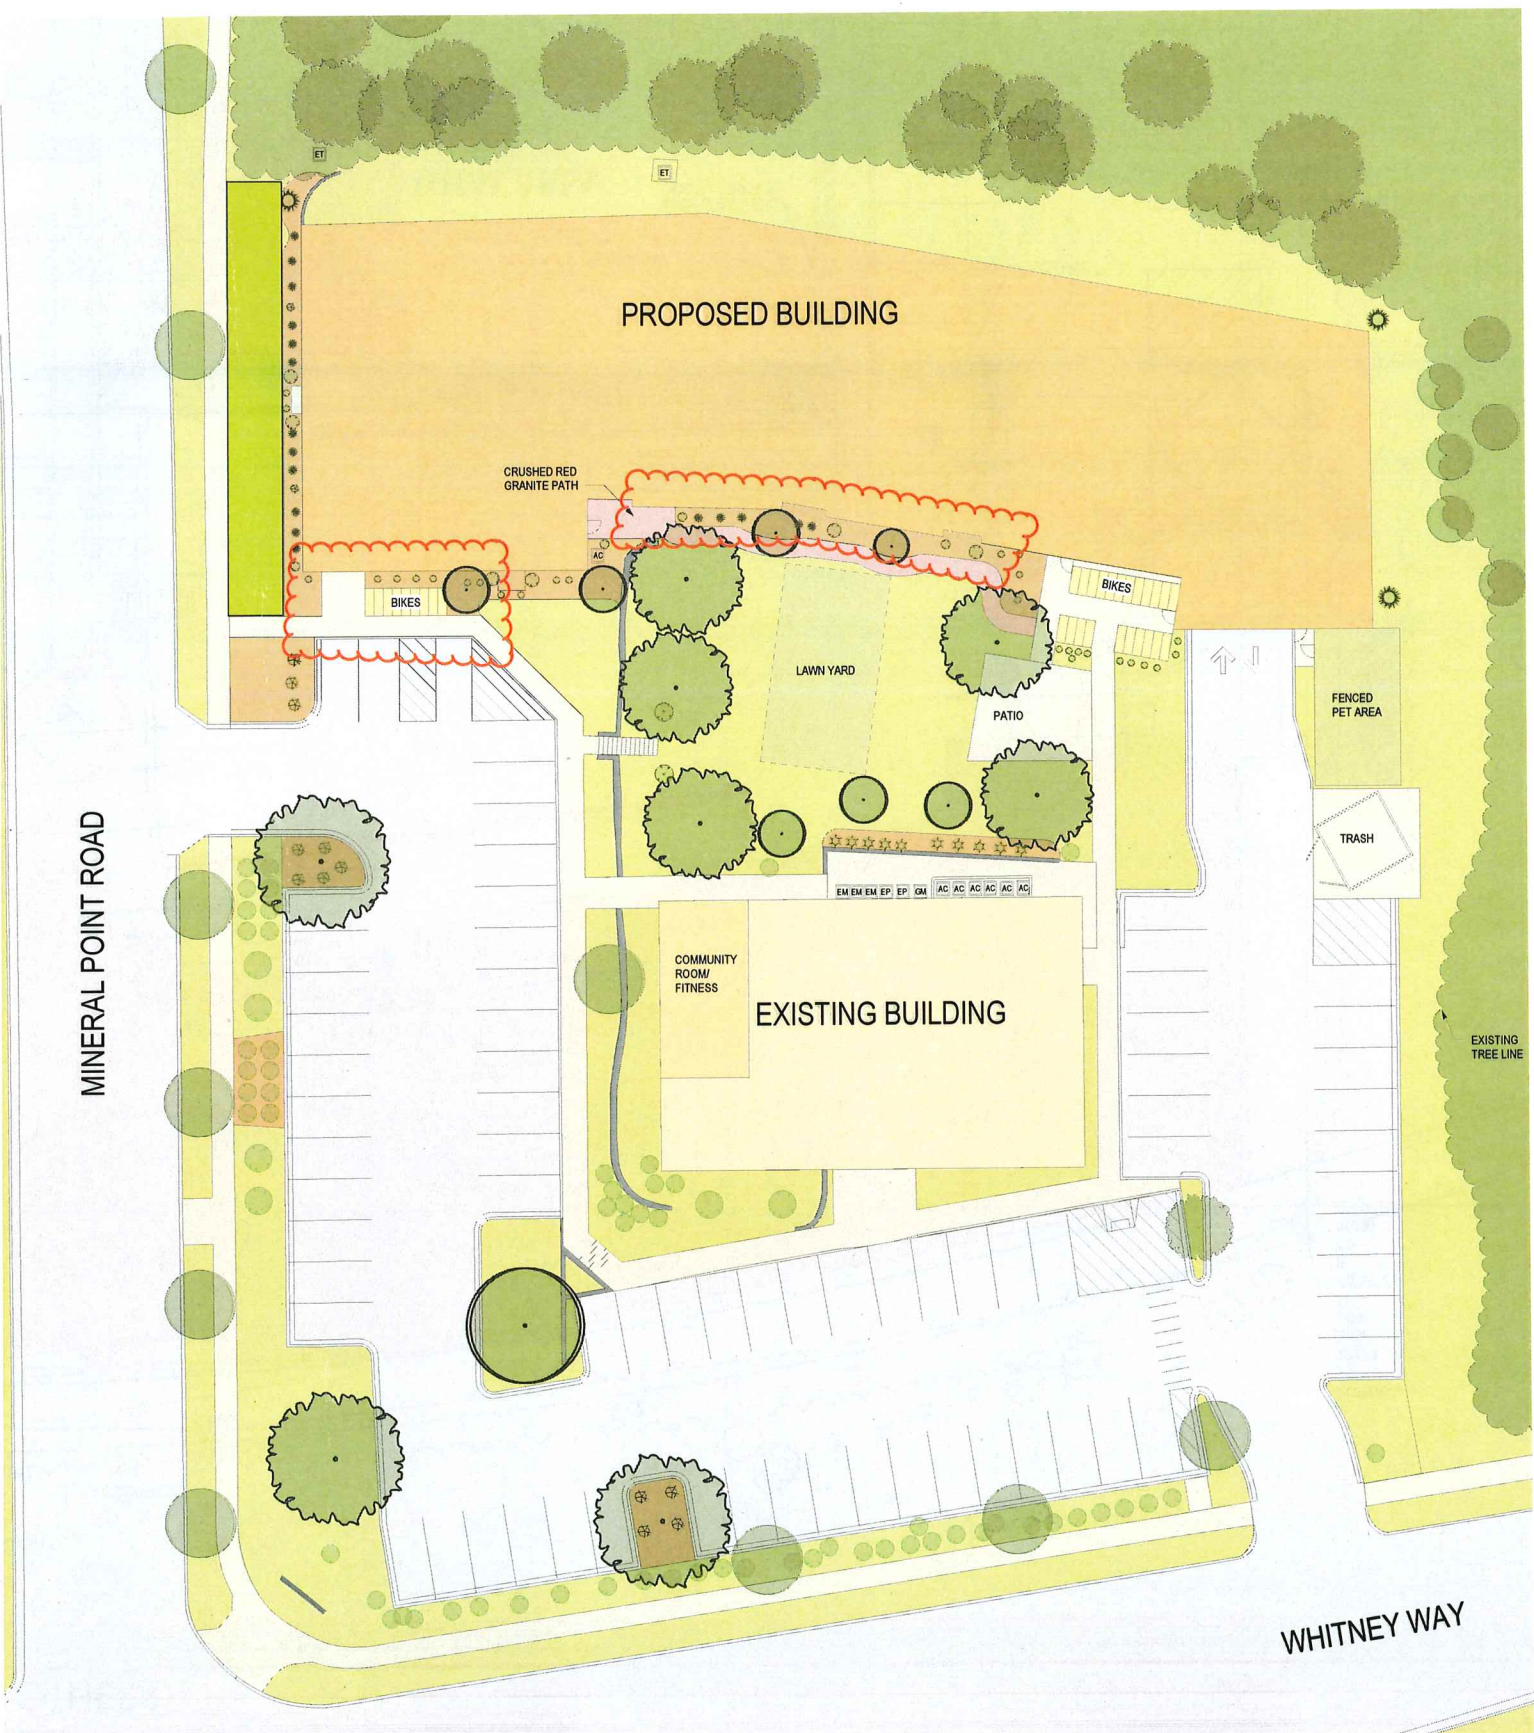 ET
ET
PROPOSED BUILDING
CRUSHED RED
GRANITE PATH
AC
BIKES
BIKES
LAWN YARD
PATIO
FENCED
PET AREA
TRASH
MINERAL POINT ROAD
EM EM EM EP EP GM AC AC AC AC AC AC
COMMUNITY
ROOM/
FITNESS
EXISTING BUILDING
EXISTING
TREE LINE
WHITNEY WAY